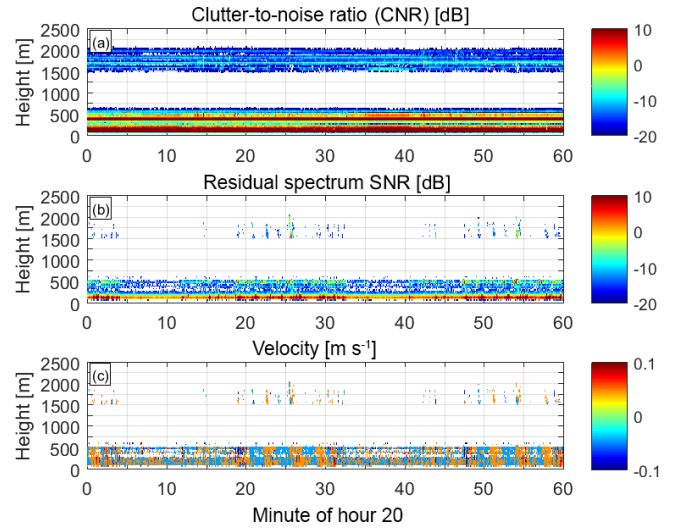 Clutter-to-noise ratio (CNR) [dB]
(a)
Height [m]
2500
2000
1500
1000
500
0
0 10 20 30 40 50 60
10
0
-10
-20
Residual spectrum SNR [dB]
(b)
Height [m]
2500
2000
1500
1000
500
0
0 10 20 30 40 50 60
10
0
-10
-20
Velocity [m s⁻¹]
(c)
Height [m]
2500
2000
1500
1000
500
0
0 10 20 30 40 50 60
0.1
0
-0.1
Minute of hour 20